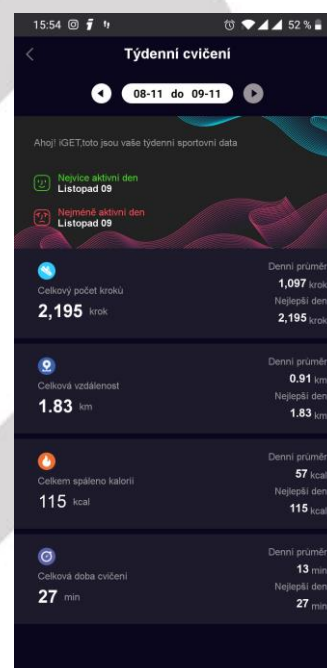 15:54
52 %
Týdenní cvičení
08-11 do 09-11
Ahoj! iGET,toto jsou vaše týdenní sportovní data
Nejvíce aktivní den
Listopad 09
Nejméně aktivní den
Listopad 09
Celkový počet kroků
2,195 krok
Denní průměr
1,097 krok
Nejlepší den
2,195 krok
Celková vzdálenost
1.83 km
Denní průměr
0.91 km
Nejlepší den
1.83 km
Celkem spáleno kalorií
115 kcal
Denní průměr
57 kcal
Nejlepší den
115 kcal
Celková doba cvičení
27 min
Denní průměr
13 min
Nejlepší den
27 min